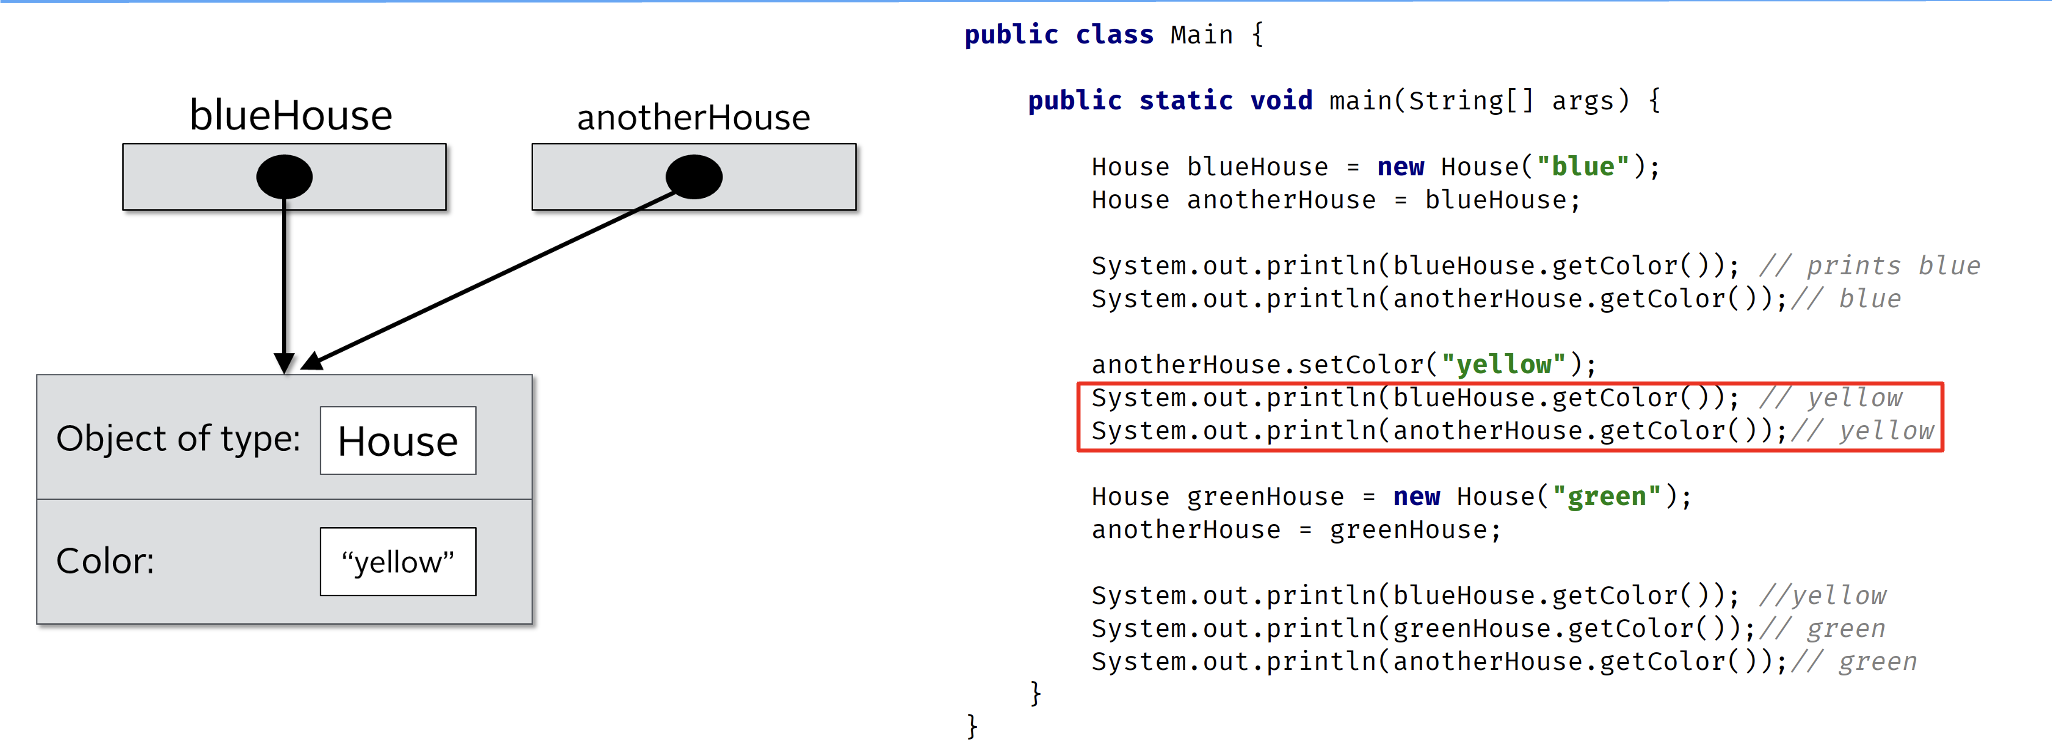 blueHouse
anotherHouse
Object of type:
House
Color:
“yellow”
public class Main {
public static void main(String[] args) {
House blueHouse = new House("blue");
House anotherHouse = blueHouse;
System.out.println(blueHouse.getColor()); // prints blue
System.out.println(anotherHouse.getColor());// blue
anotherHouse.setColor("yellow");
System.out.println(blueHouse.getColor()); // yellow
System.out.println(anotherHouse.getColor());// yellow
House greenHouse = new House("green");
anotherHouse = greenHouse;
System.out.println(blueHouse.getColor()); //yellow
System.out.println(greenHouse.getColor());// green
System.out.println(anotherHouse.getColor());// green
}
}